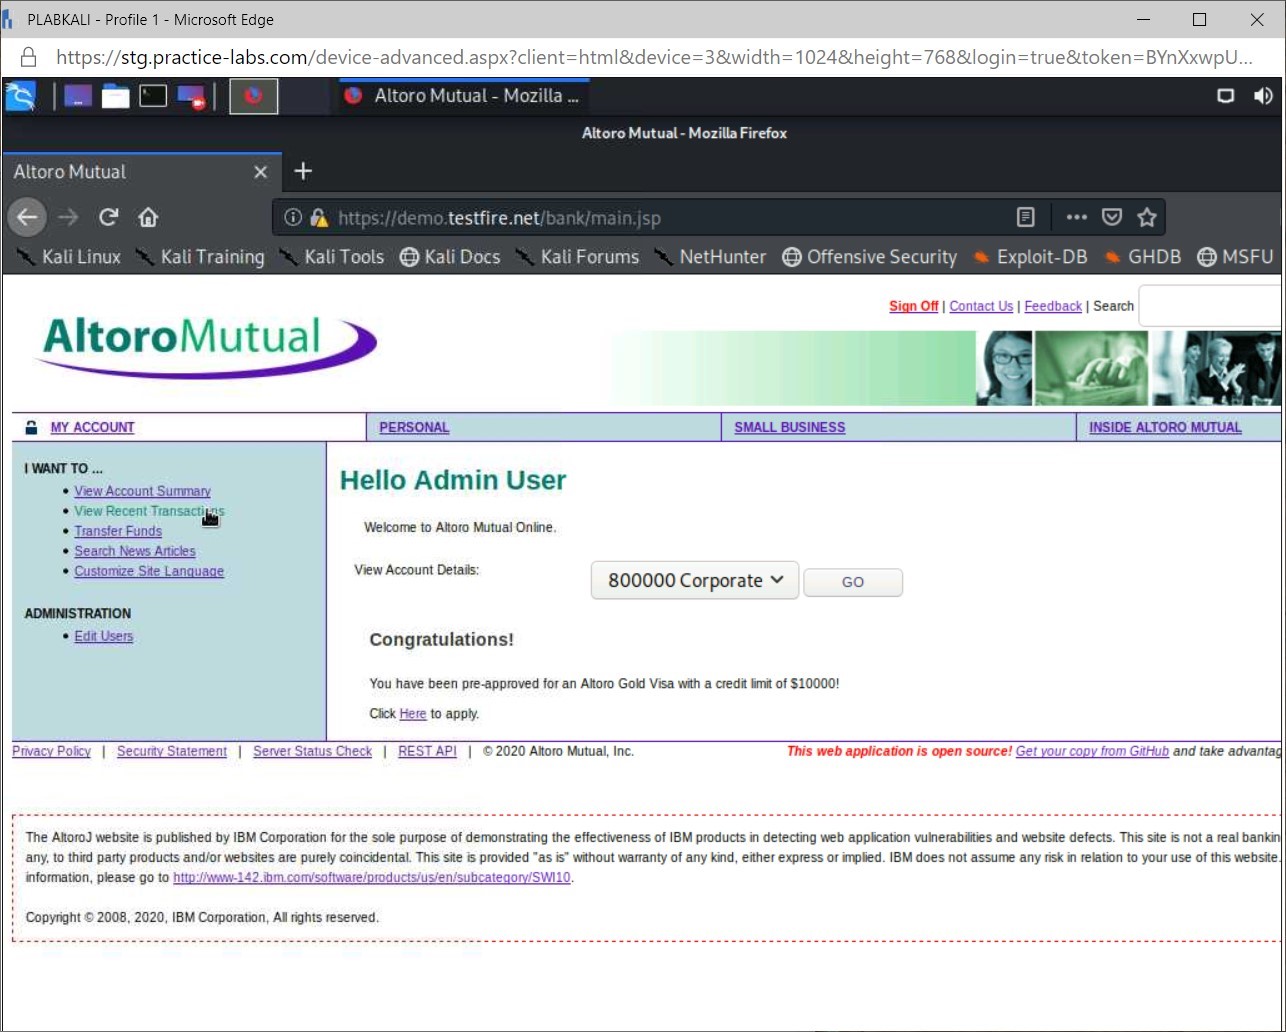 PLABKALI - Profile 1 - Microsoft Edge
https://stg.practice-labs.com/device-advanced.aspx?client=html&device=3&width=1024&height=768&login=true&token=BYnXxwpU...
Altoro Mutual - Mozilla ...
Altoro Mutual - Mozilla Firefox
Altoro Mutual
https://demo.testfire.net/bank/main.jsp
Kali Linux Kali Training Kali Tools Kali Docs Kali Forums NetHunter Offensive Security Exploit-DB GHDB MSFU
Sign Off | Contact Us | Feedback | Search
AltoroMutual
MY ACCOUNT PERSONAL SMALL BUSINESS INSIDE ALTORO MUTUAL
I WANT TO ...
• View Account Summary
• View Recent Transactions
• Transfer Funds
• Search News Articles
• Customize Site Language
ADMINISTRATION
• Edit Users
Hello Admin User
Welcome to Altoro Mutual Online.
View Account Details: 800000 Corporate GO
Congratulations!
You have been pre-approved for an Altoro Gold Visa with a credit limit of $10000!
Click Here to apply.
Privacy Policy | Security Statement | Server Status Check | REST API | © 2020 Altoro Mutual, Inc. This web application is open source! Get your copy from GitHub and take advantag
The AltoroJ website is published by IBM Corporation for the sole purpose of demonstrating the effectiveness of IBM products in detecting web application vulnerabilities and website defects. This site is not a real bankin
any, to third party products and/or websites are purely coincidental. This site is provided "as is" without warranty of any kind, either express or implied. IBM does not assume any risk in relation to your use of this website.
information, please go to http://www-142.ibm.com/software/products/us/en/subcategory/SWI10.
Copyright © 2008, 2020, IBM Corporation, All rights reserved.